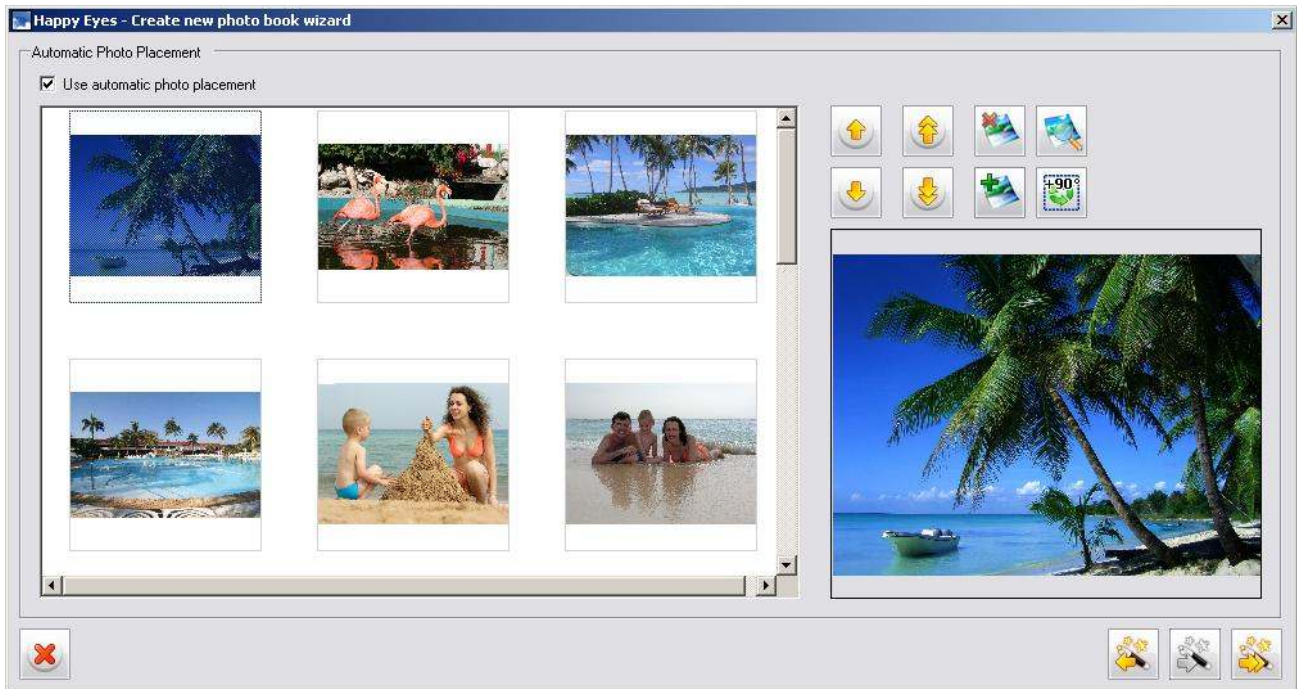 Happy Eyes - Create new photo book wizard
Automatic Photo Placement
Use automatic photo placement
+90°